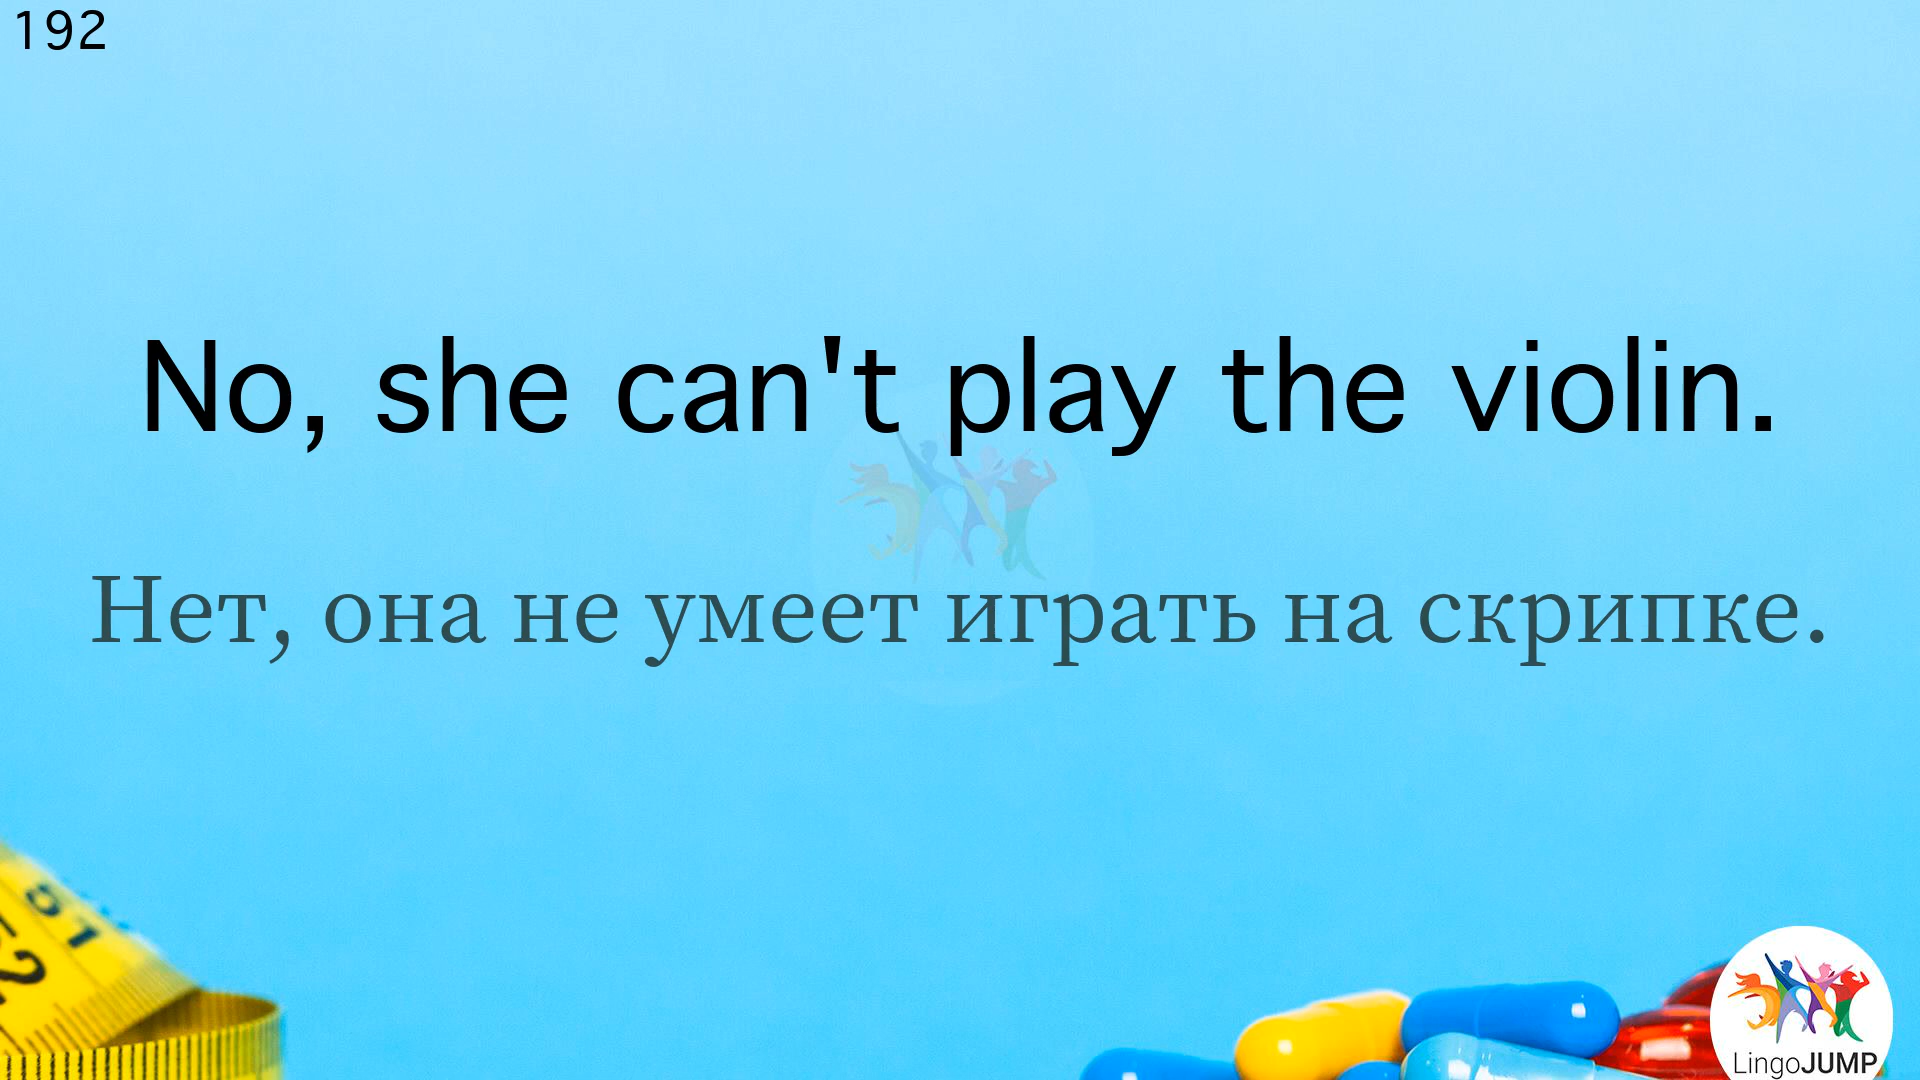 192
No, she can't play the violin.
Нет, она не умеет играть на скрипке.
LingoJUMP